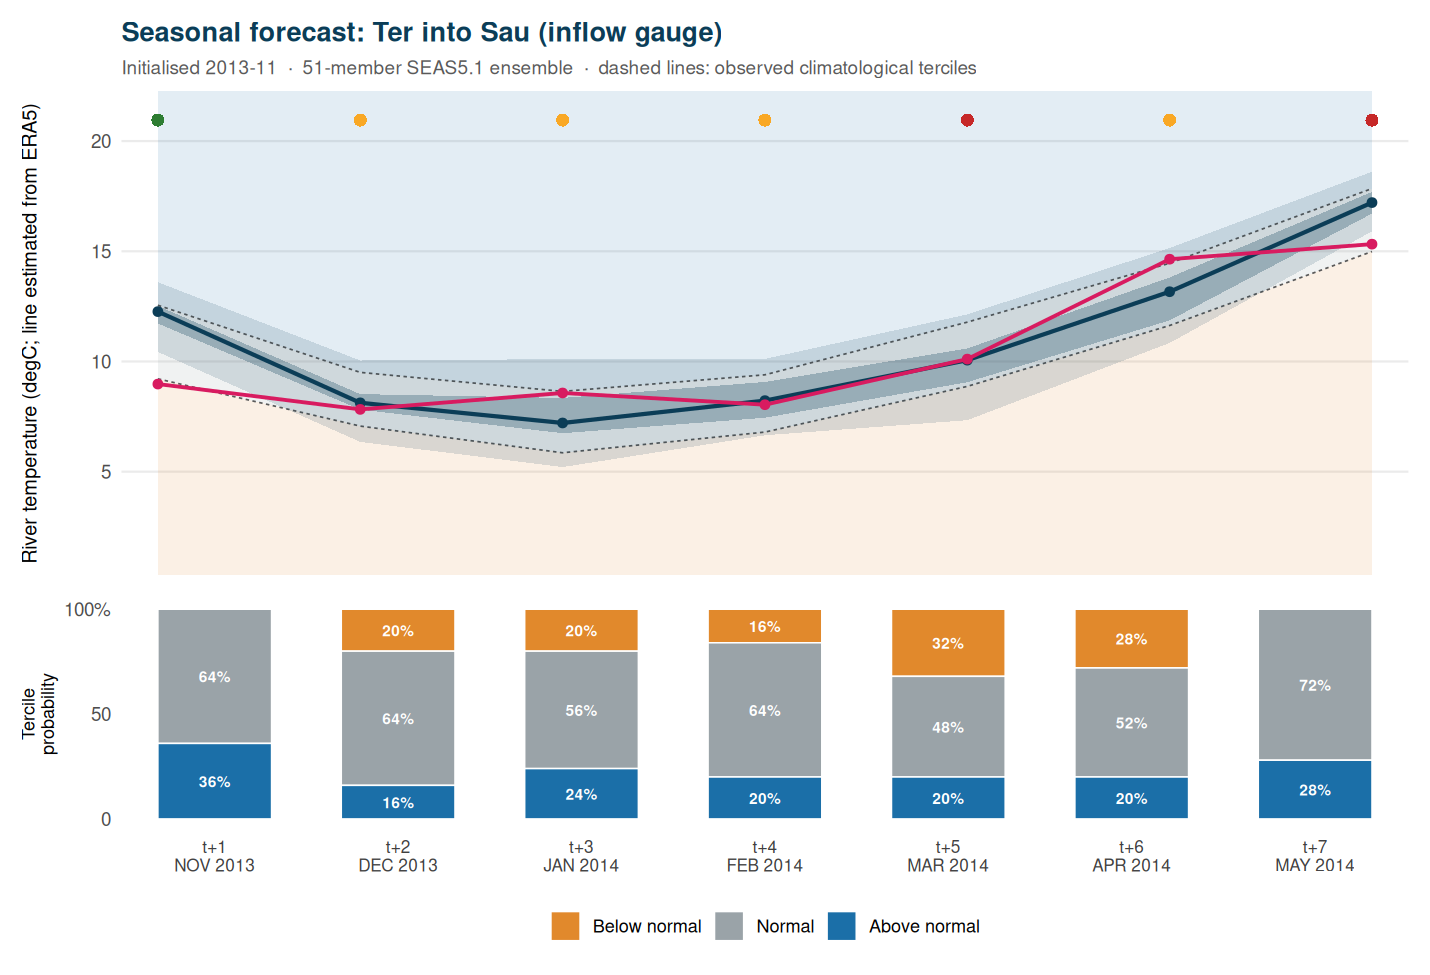 Seasonal forecast: Ter into Sau (inflow gauge)
Initialised 2013-11 · 51-member SEAS5.1 ensemble · dashed lines: observed climatological terciles
River temperature (degC; line estimated from ERA5)
20
15
10
5
Tercile
probability
100%
50
0
20% 20% 16% 32% 28%
64% 64% 56% 64% 48% 52% 72%
36% 16% 24% 20% 20% 20% 28%
t+1 t+2 t+3 t+4 t+5 t+6 t+7
NOV 2013 DEC 2013 JAN 2014 FEB 2014 MAR 2014 APR 2014 MAY 2014
Below normal Normal Above normal